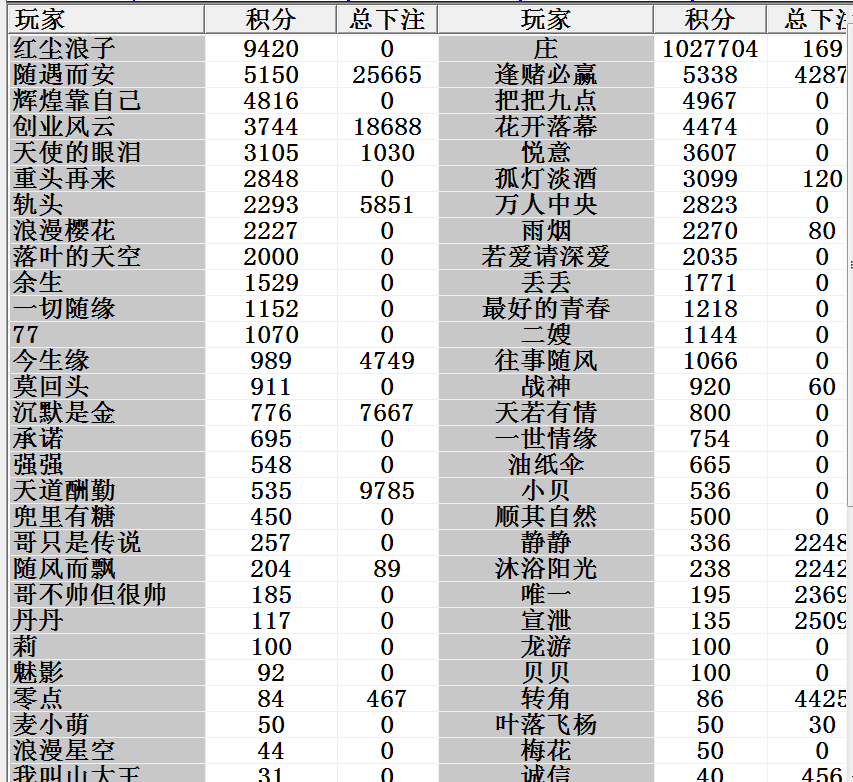 玩家 积分 总下注 玩家 积分 总下注
红尘浪子 9420 0 庄 1027704 169
随遇而安 5150 25665 逢赌必赢 5338 4287
辉煌靠自己 4816 0 把把九点 4967 0
创业风云 3744 18688 花开落幕 4474 0
天使的眼泪 3105 1030 悦意 3607 0
重头再来 2848 0 孤灯淡酒 3099 120
轨头 2293 5851 万人中央 2823 0
浪漫樱花 2227 0 雨烟 2270 80
落叶的天空 2000 0 若爱请深爱 2035 0
余生 1529 0 丢丢 1771 0
一切随缘 1152 0 最好的青春 1218 0
77 1070 0 二嫂 1144 0
今生缘 989 4749 往事随风 1066 0
莫回头 911 0 战神 920 60
沉默是金 776 7667 天若有情 800 0
承诺 695 0 一世情缘 754 0
强强 548 0 油纸伞 665 0
天道酬勤 535 9785 小贝 536 0
兜里有糖 450 0 顺其自然 500 0
哥只是传说 257 0 静静 336 2248
随风而飘 204 89 沐浴阳光 238 2242
哥不帅但很帅 185 0 唯一 195 2369
丹丹 117 0 宣泄 135 2509
莉 100 0 龙游 100 0
魅影 92 0 贝贝 100 0
零点 84 467 转角 86 4425
麦小萌 50 0 叶落飞杨 50 30
浪漫星空 44 0 梅花 50 0
我叫山大王 31 0 诚信 40 456